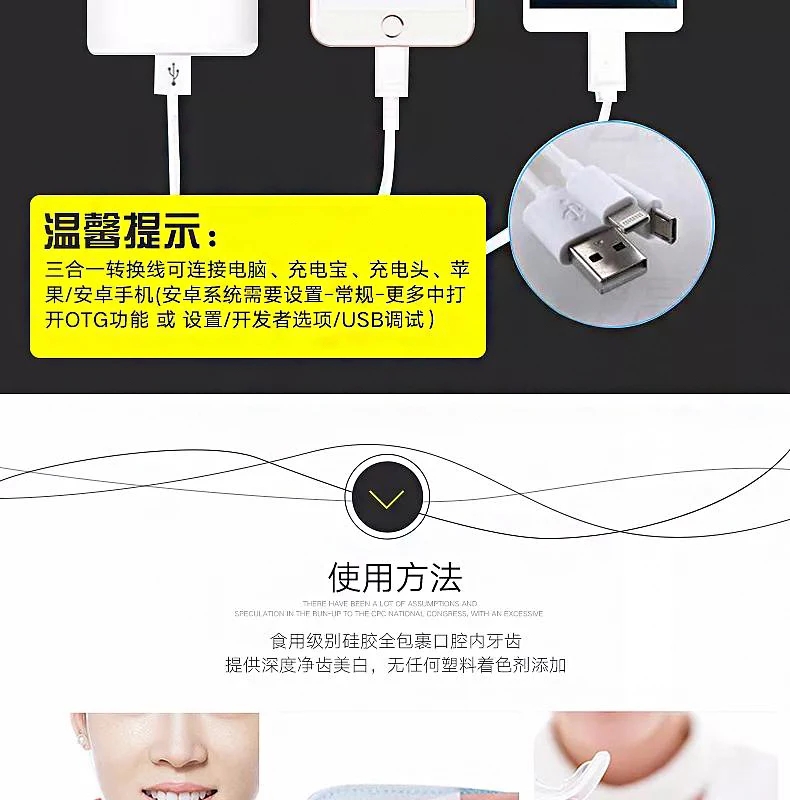 温馨提示：
三合一转换线可连接电脑、充电宝、充电头、苹
果/安卓手机(安卓系统需要设置-常规-更多中打
开OTG功能 或 设置/开发者选项/USB调试）
使用方法
THERE HAVE BEEN A LOT OF ASSUMPTIONS AND
SPECULATION IN THE RUN-UP TO THE CPC NATIONAL CONGRESS, WITH AN EXCESSIVE
食用级别硅胶全包裹口腔内牙齿
提供深度净齿美白，无任何塑料着色剂添加